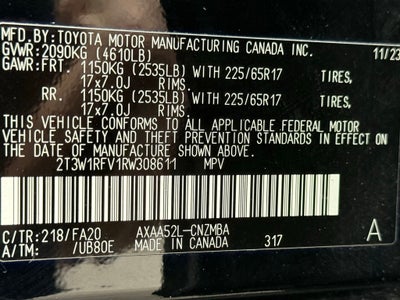 MFD.BY:TOYOTA MOTOR MANUFACTURING CANADA INC. 11/23
GVWR:2090KG (4610LB)
GAWR:FRT. 1150KG (2535LB) WITH 225/65R17 TIRES,
17x7.0J RIMS.
RR. 1150KG (2535LB) WITH 225/65R17 TIRES,
17x7.0J RIMS.
THIS VEHICLE CONFORMS TO ALL APPLICABLE FEDERAL MOTOR
VEHICLE SAFETY, BUMPER, AND THEFT PREVENTION
STANDARDS IN EFFECT ON THE DATE OF
MANUFACTURE SHOWN ABOVE.
2T3W1RFV1RW308611 MPV
C/TR:218/FA20 AXAA52L-CNZMBA A
A/TM: /UB80E MADE IN CANADA 317